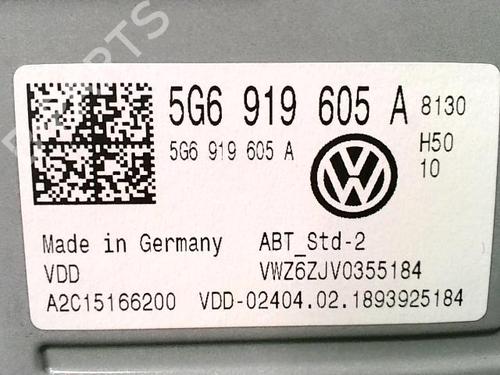 5G6 919 605 A 8130
5G6 919 605 A H50
10
Made in Germany ABT_Std-2
VDD VWZ6ZJV0355184
A2C15166200 VDD-02404.02.1893925184